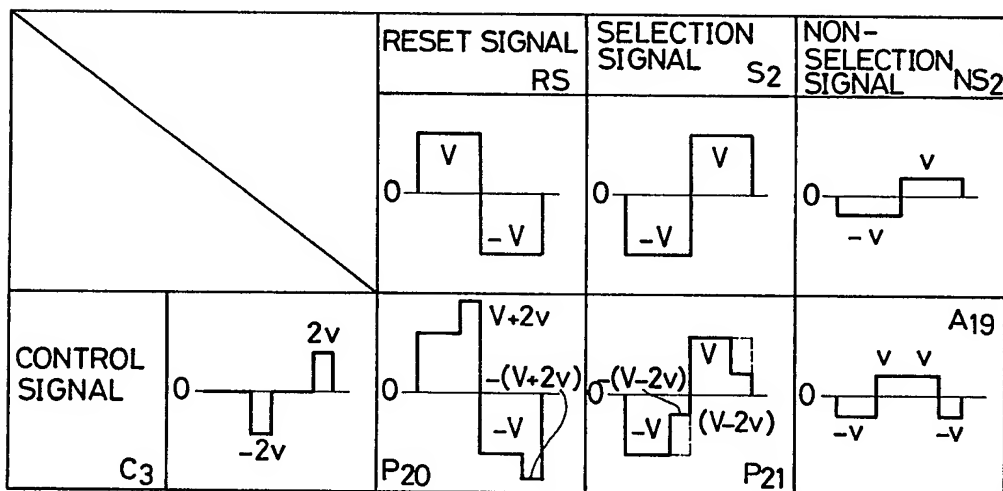 RESET SIGNAL
RS
SELECTION
SIGNAL S2
NON-
SELECTION
SIGNAL NS2
0 V -V
0 -V V
0 -v v
CONTROL
SIGNAL
C3
0 -2v 2v
V+2v
-(V+2v)
-V
P20
0
-(V-2v)
V
-V
(V-2v)
P21
0
A19
v v
0
-v -v